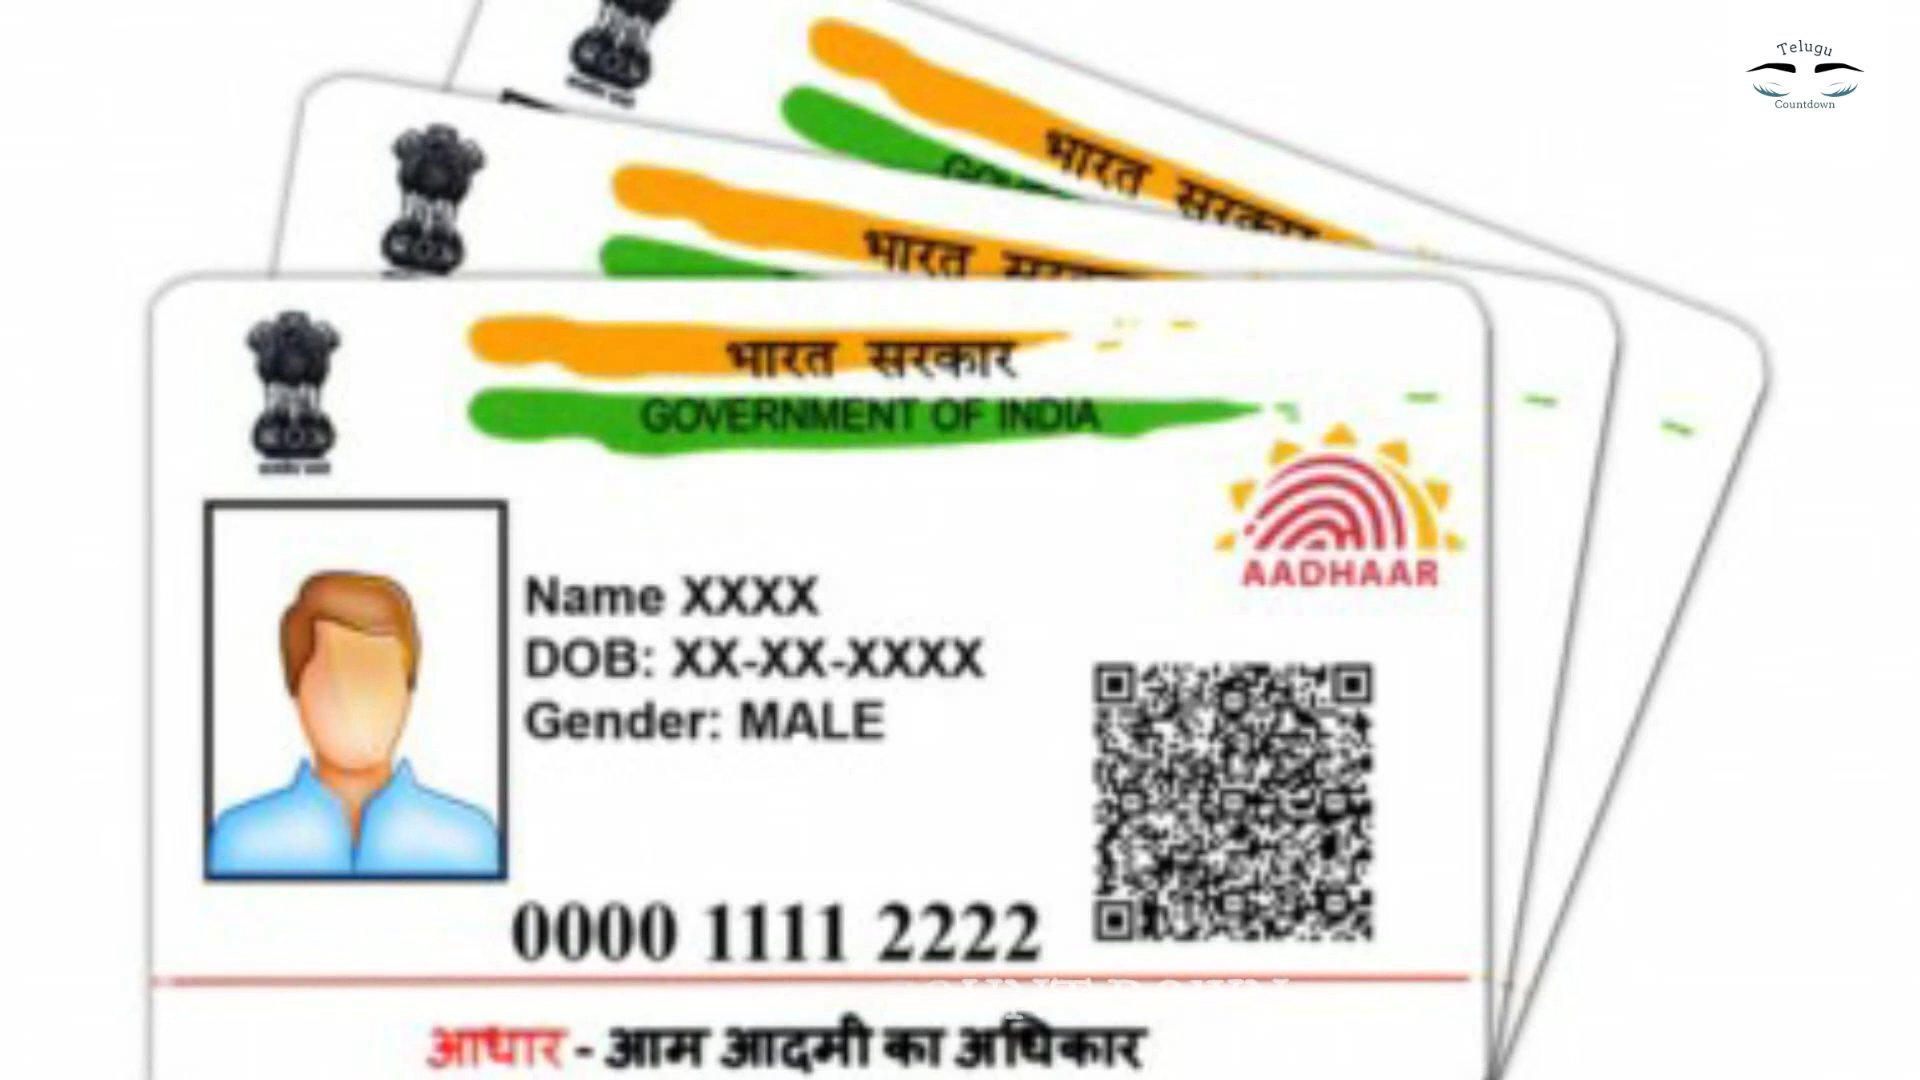 Telugu
Countdown
भारत सरकार
GOVERNMENT OF INDIA
AADHAAR
Name XXXX
DOB: XX-XX-XXXX
Gender: MALE
0000 1111 2222
आधार - आम आदमी का अधिकार
भारत
भारत सरकार